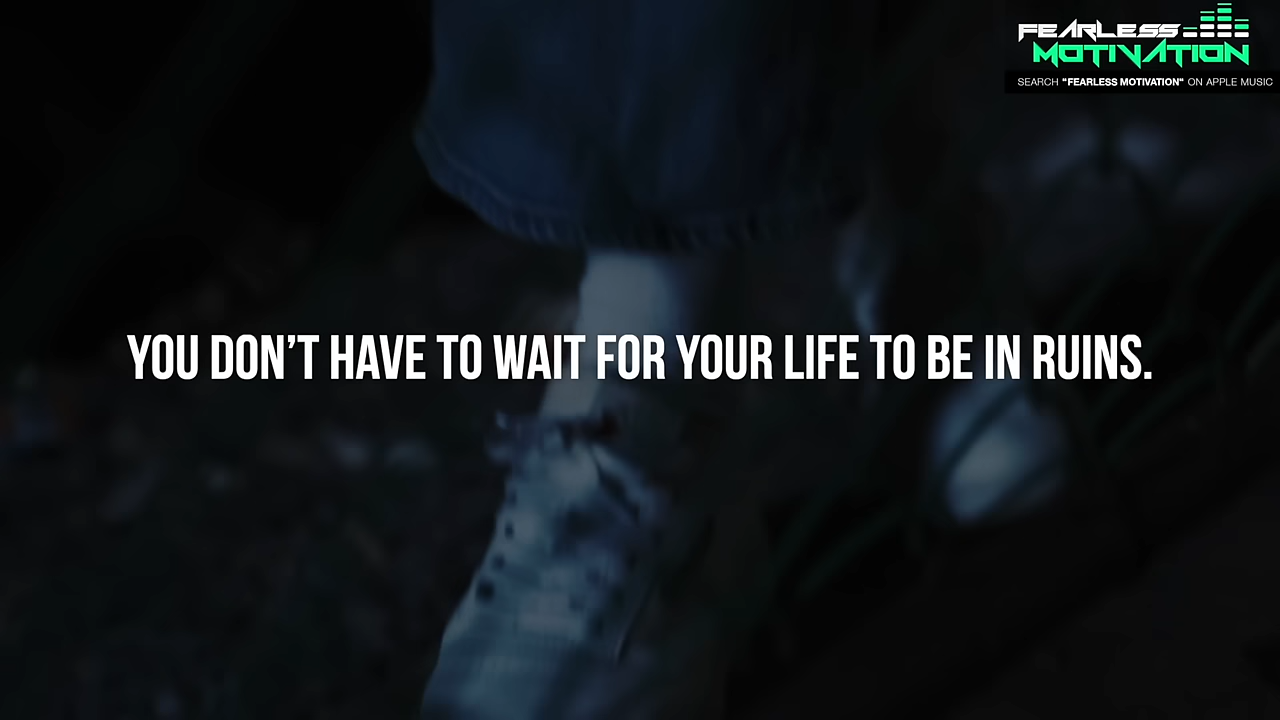 FEARLESS
MOTIVATION
SEARCH "FEARLESS MOTIVATION" ON APPLE MUSIC
YOU DON'T HAVE TO WAIT FOR YOUR LIFE TO BE IN RUINS.